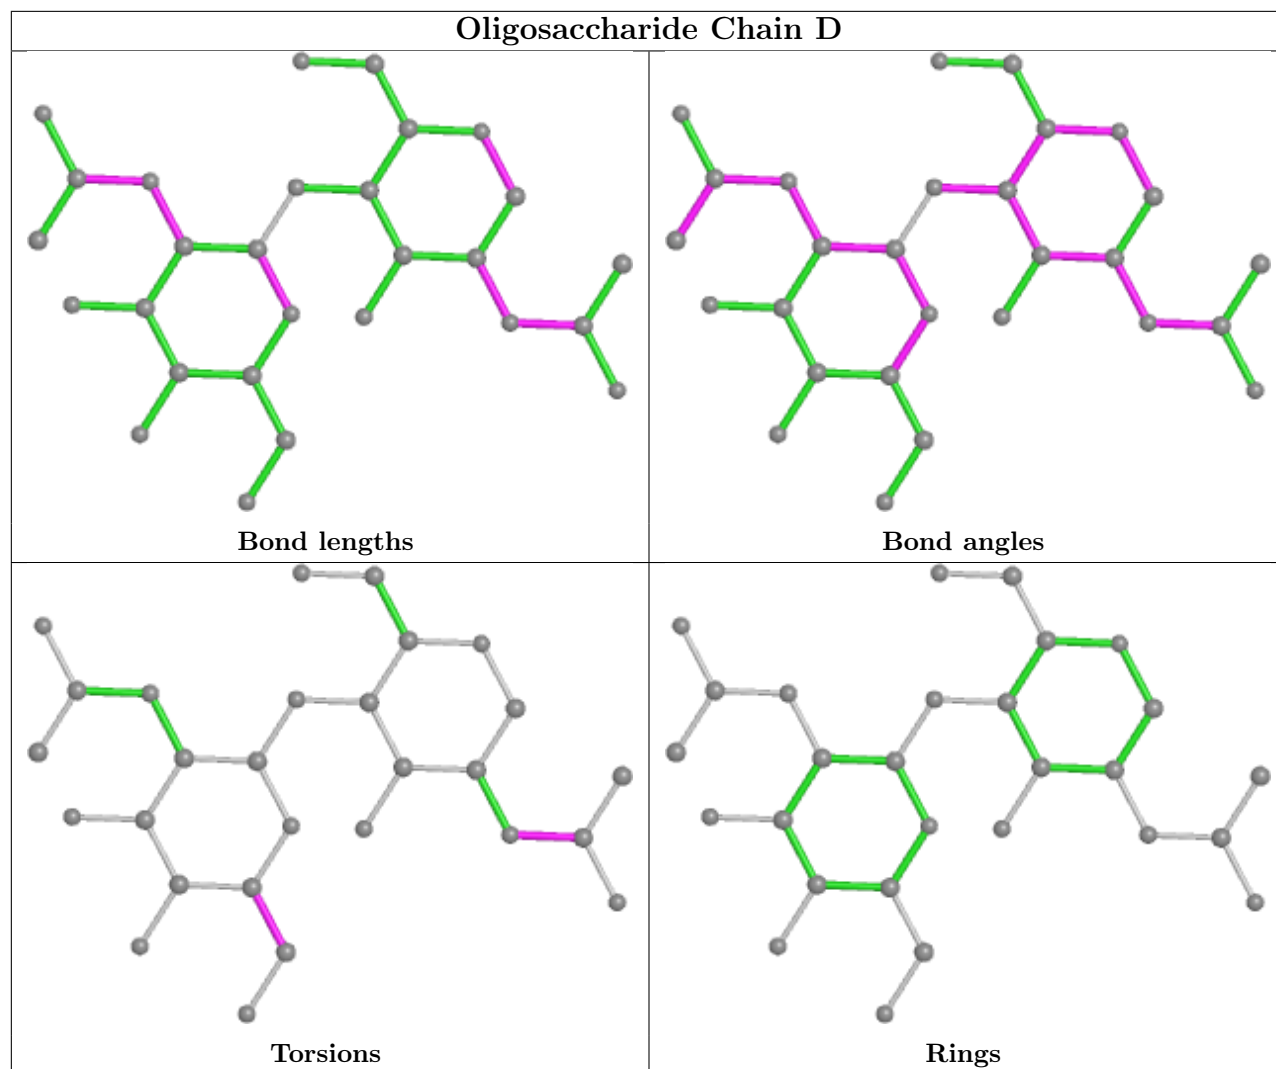 Oligosaccharide Chain D
Bond lengths
Bond angles
Torsions
Rings